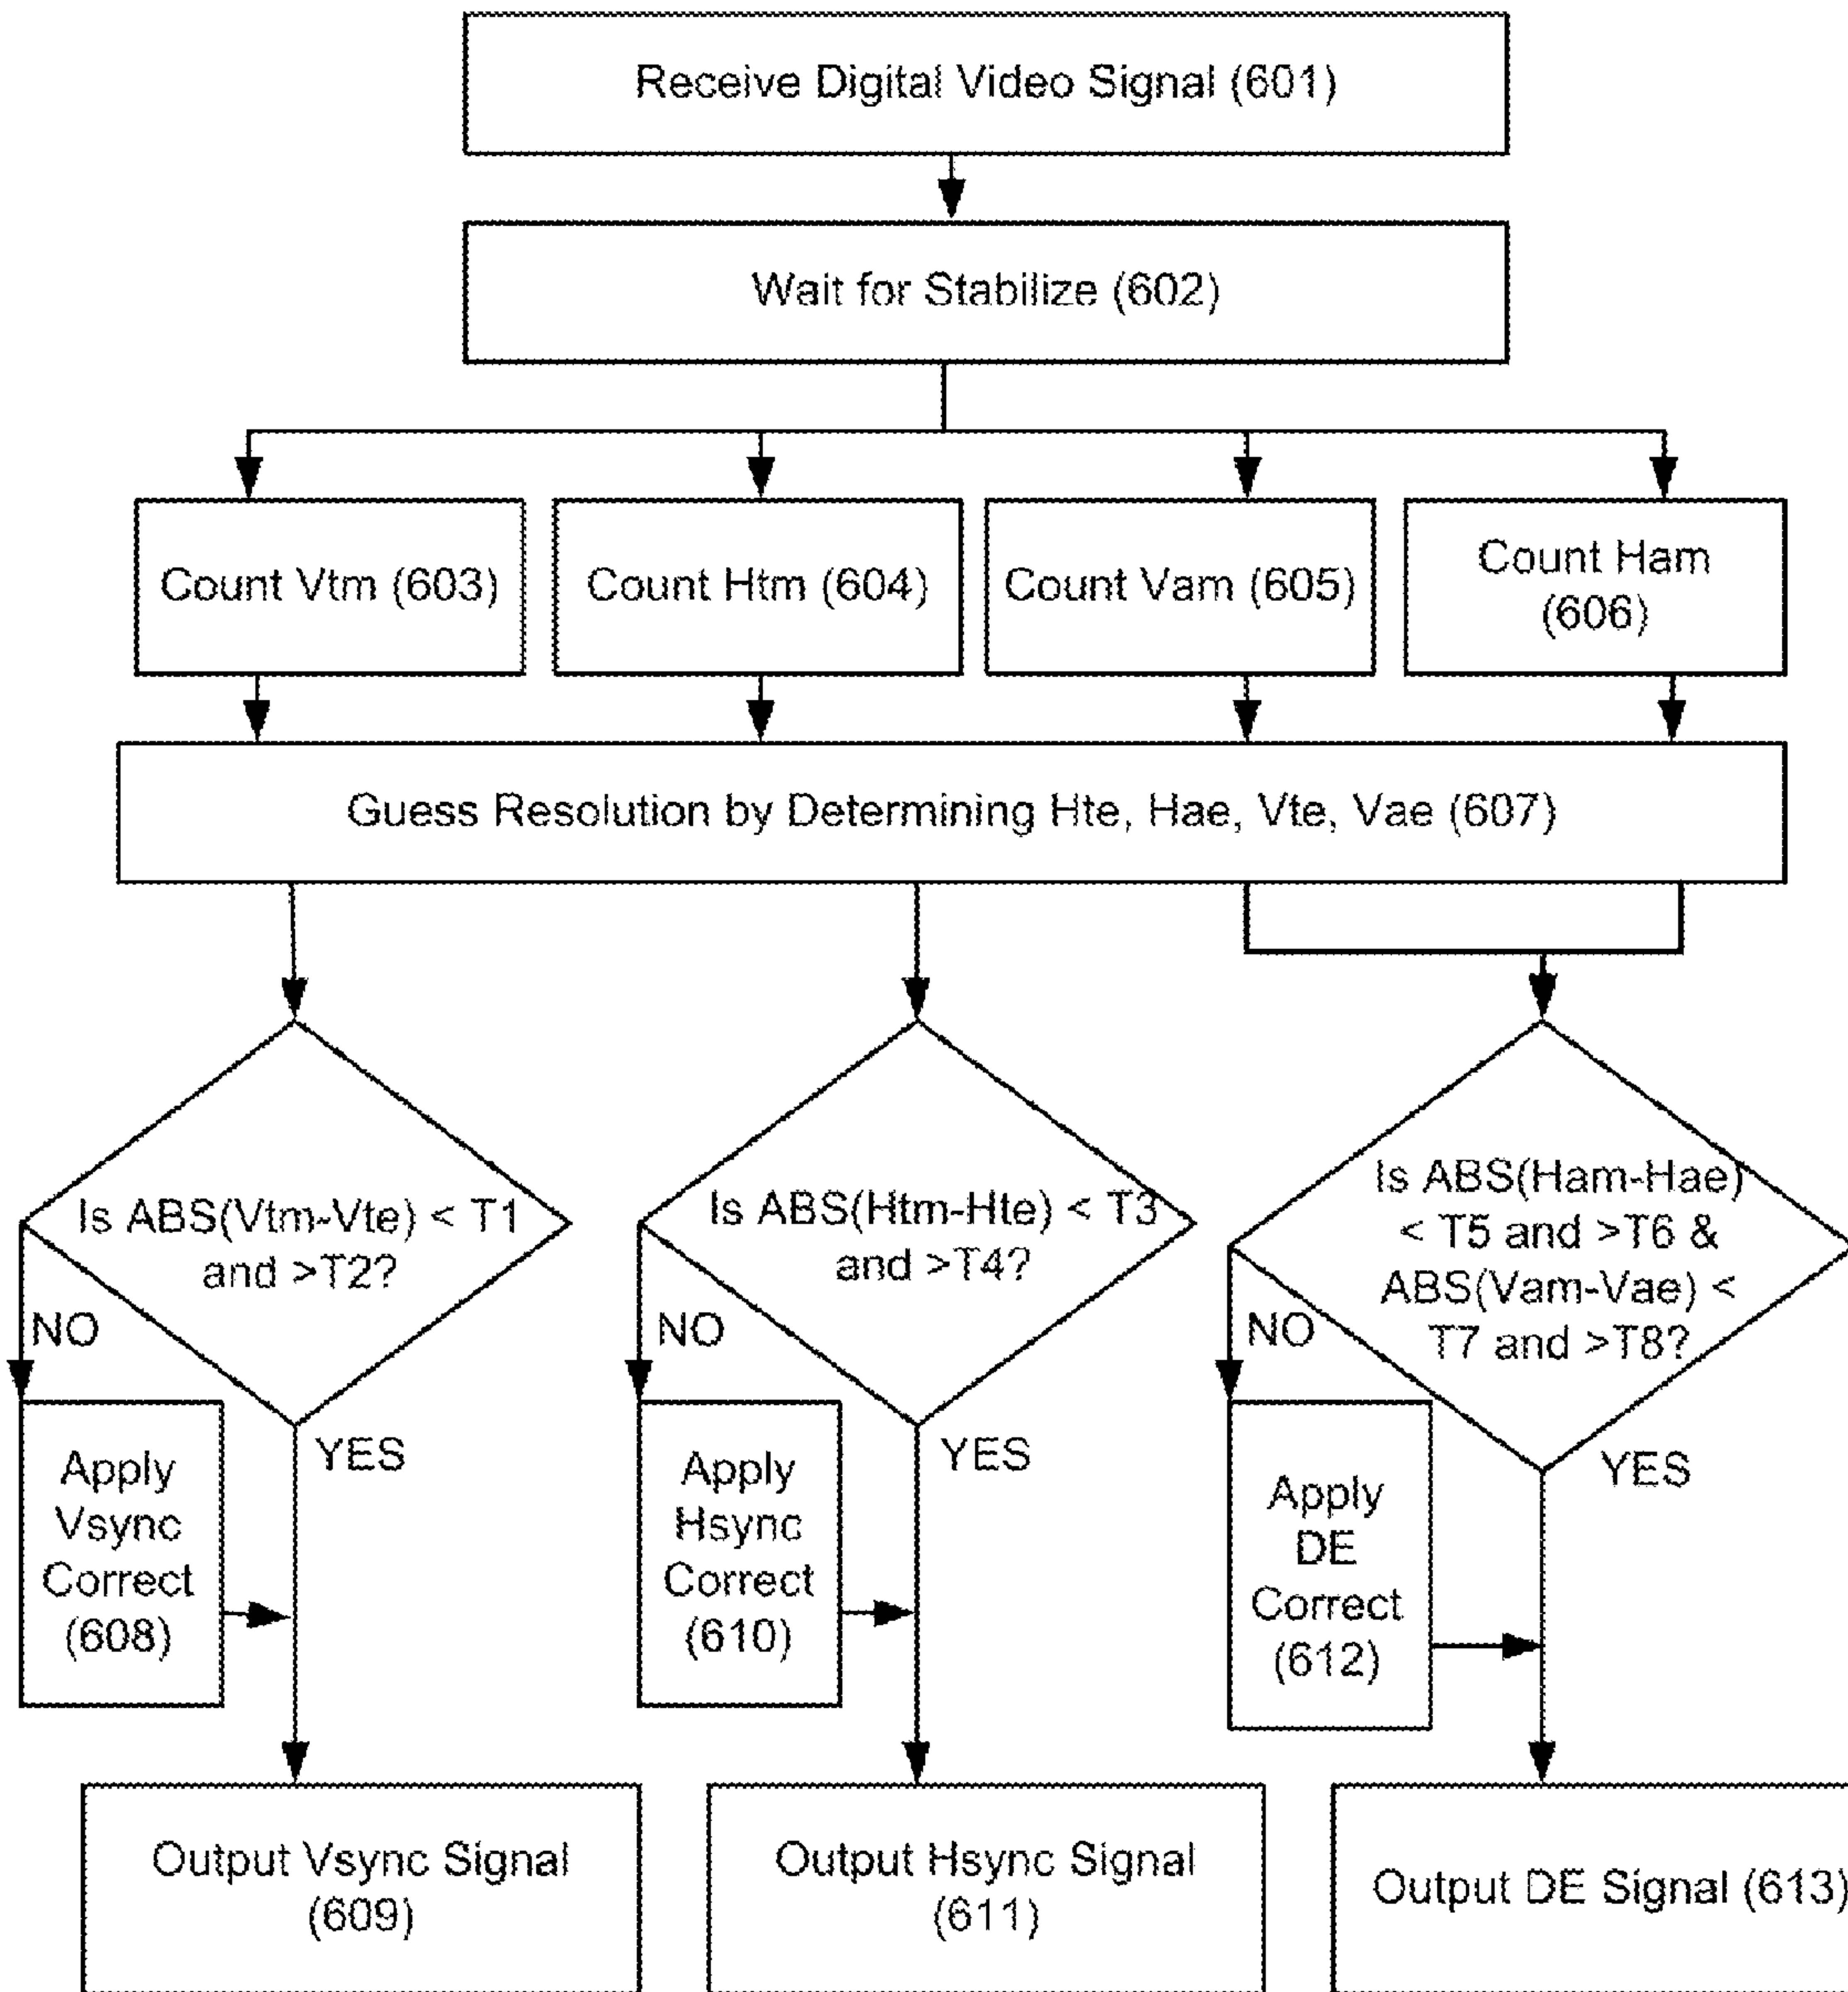 Receive Digital Video Signal (601)
Wait for Stabilize (602)
Count Vtm (603)
Count Htm (604)
Count Vam (605)
Count Ham
(606)
Guess Resolution by Determining Hte, Hae, Vte, Vae (607)
Is ABS(Vtm-Vte) < T1
and >T2?
NO
YES
Apply
Vsync
Correct
(608)
Is ABS(Htm-Hte) < T3
and >T4?
NO
YES
Apply
Hsync
Correct
(610)
Is ABS(Ham-Hae)
< T5 and >T6 &
ABS(Vam-Vae) <
T7 and >T8?
NO
YES
Apply
DE
Correct
(612)
Output Vsync Signal
(609)
Output Hsync Signal
(611)
Output DE Signal (613)